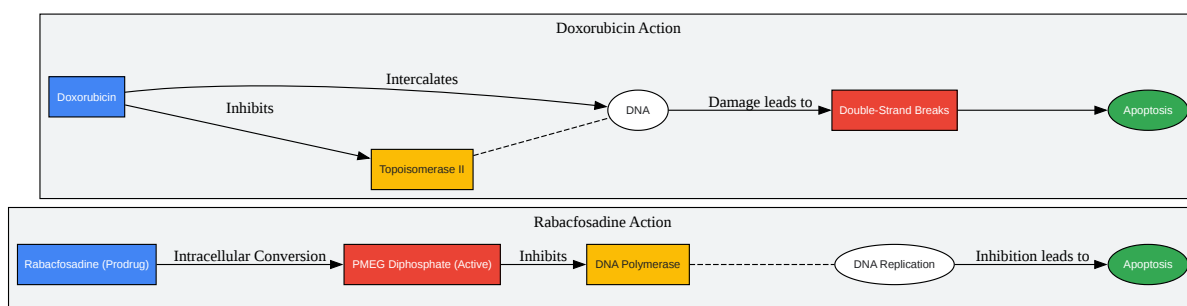 Doxorubicin Action
Intercalates
Doxorubicin
Inhibits
DNA
Damage leads to
Double-Strand Breaks
Apoptosis
Topoisomerase II
Rabacfosadine Action
Rabacfosadine (Prodrug)
Intracellular Conversion
PMEG Diphosphate (Active)
Inhibits
DNA Polymerase
DNA Replication
Inhibition leads to
Apoptosis